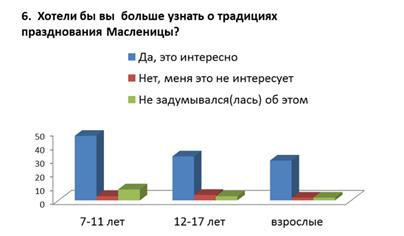 6. Хотели бы вы больше узнать о традициях
празднования Масленицы?
Да, это интересно
Нет, меня это не интересует
Не задумывался(лась) об этом
50
40
30
20
10
0
7-11 лет 12-17 лет взрослые